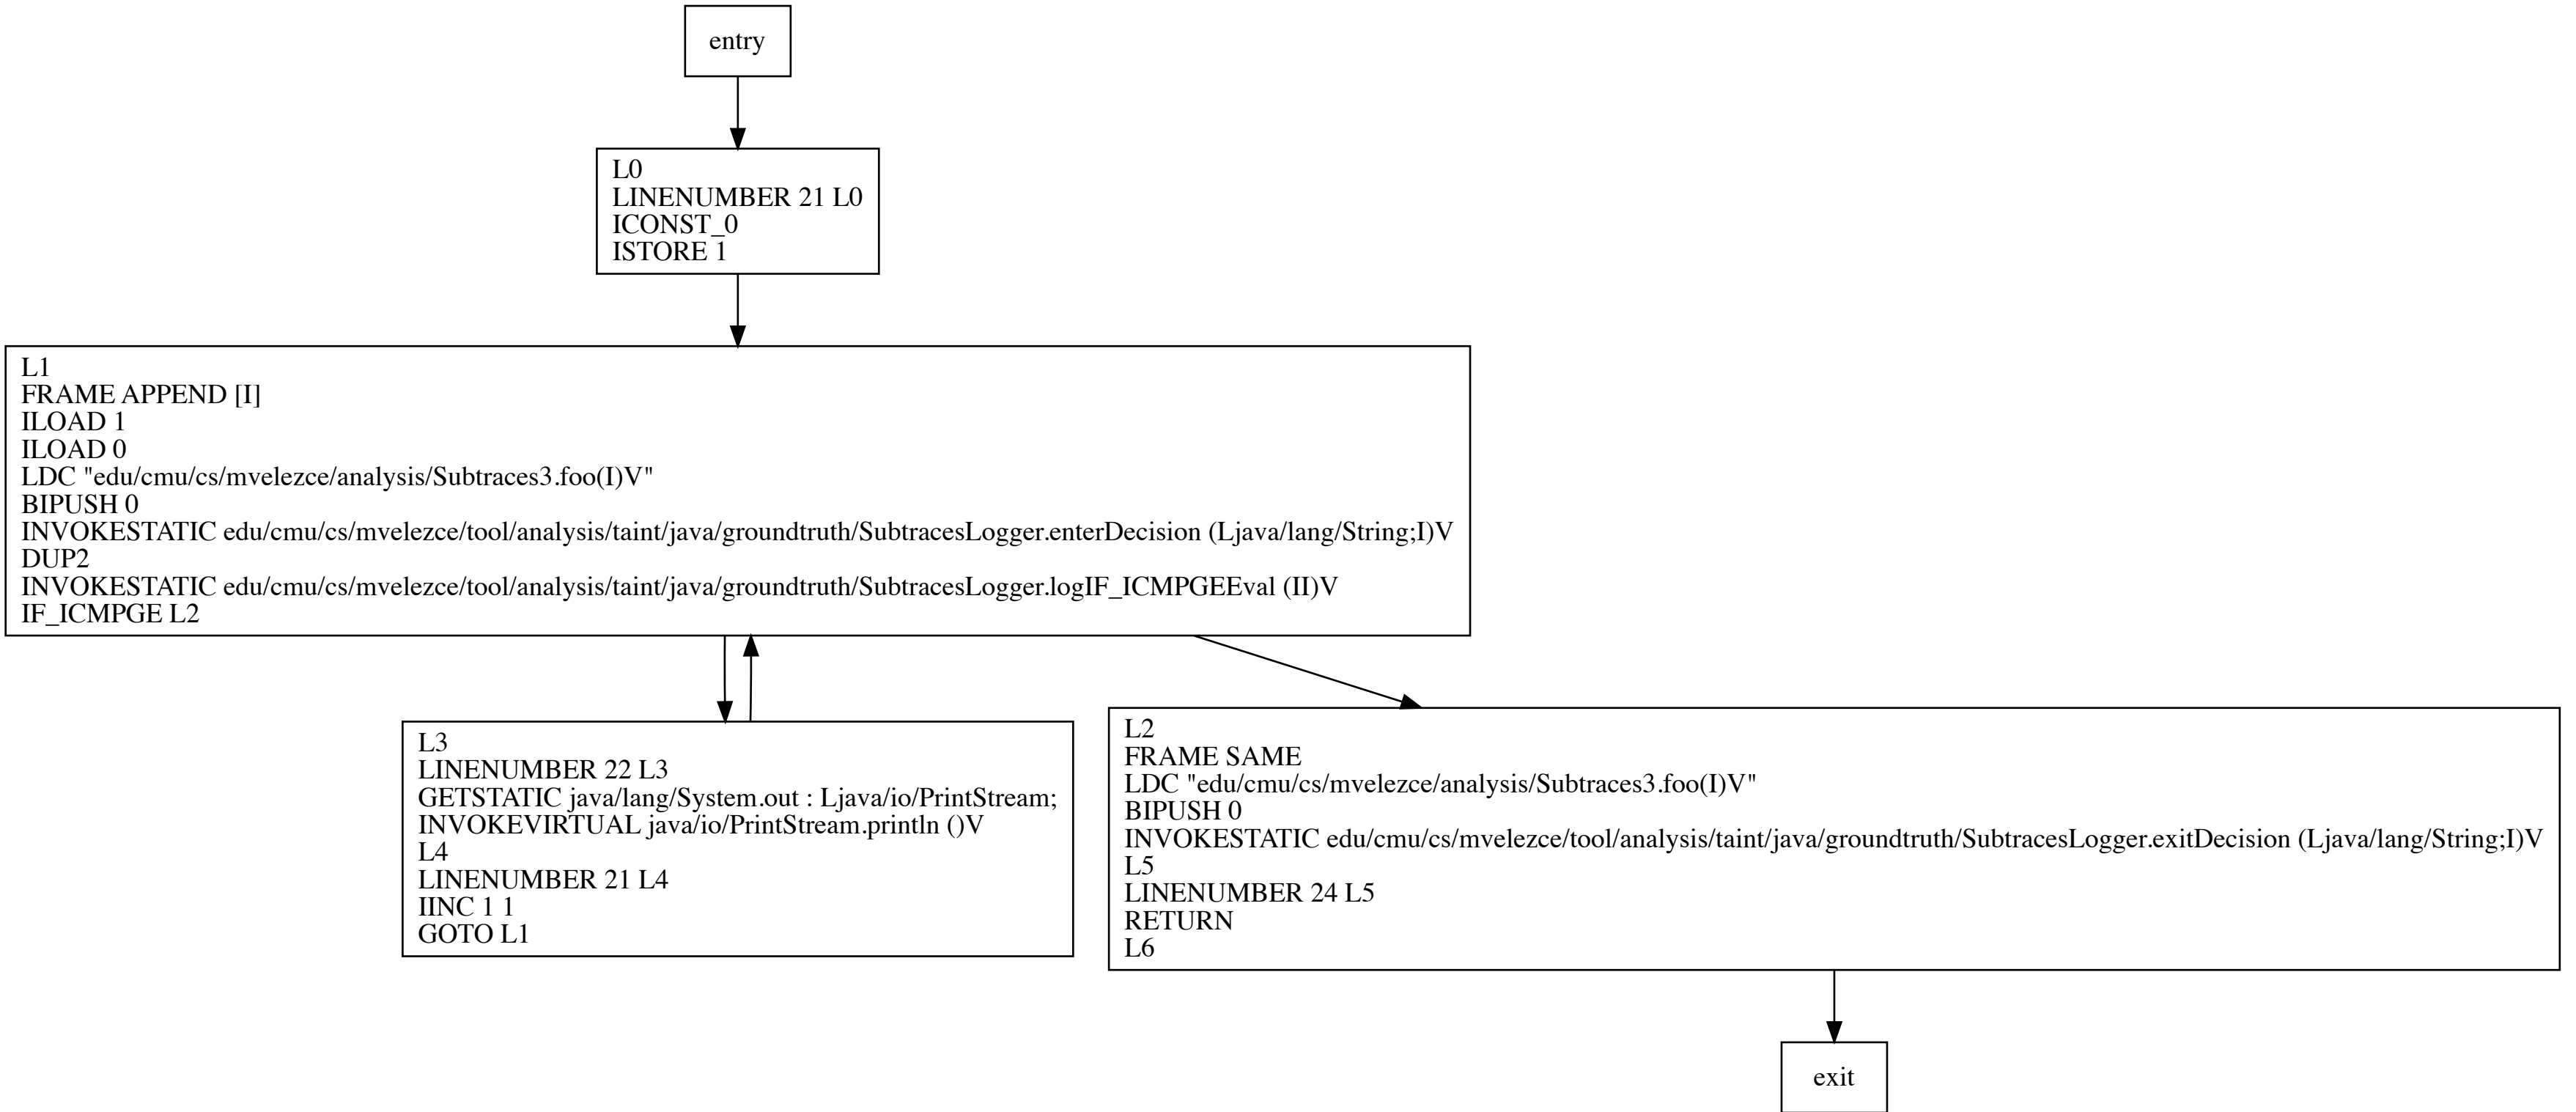 entry
L0
LINENUMBER 21 L0
ICONST_0
ISTORE 1
L1
FRAME APPEND [I]
ILOAD 1
ILOAD 0
LDC "edu/cmu/cs/mvelezce/analysis/Subtraces3.foo(I)V"
BIPUSH 0
INVOKESTATIC edu/cmu/cs/mvelezce/tool/analysis/taint/java/groundtruth/SubtracesLogger.enterDecision (Ljava/lang/String;I)V
DUP2
INVOKESTATIC edu/cmu/cs/mvelezce/tool/analysis/taint/java/groundtruth/SubtracesLogger.logIF_ICMPGEEval (II)V
IF_ICMPGE L2
L3
LINENUMBER 22 L3
GETSTATIC java/lang/System.out : Ljava/io/PrintStream;
INVOKEVIRTUAL java/io/PrintStream.println ()V
L4
LINENUMBER 21 L4
IINC 1 1
GOTO L1
L2
FRAME SAME
LDC "edu/cmu/cs/mvelezce/analysis/Subtraces3.foo(I)V"
BIPUSH 0
INVOKESTATIC edu/cmu/cs/mvelezce/tool/analysis/taint/java/groundtruth/SubtracesLogger.exitDecision (Ljava/lang/String;I)V
L5
LINENUMBER 24 L5
RETURN
L6
exit